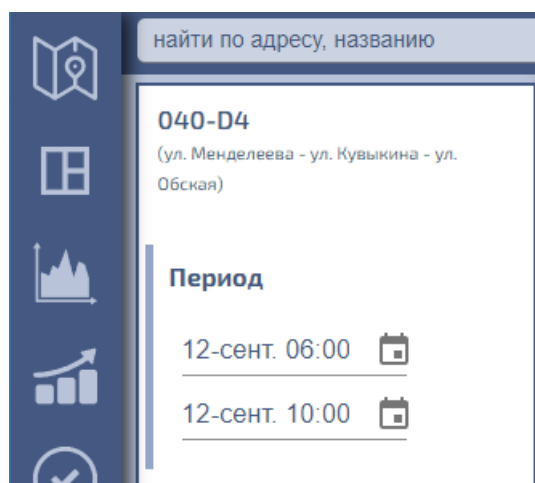 найти по адресу, названию
040-D4
(ул. Менделеева - ул. Кувыкина - ул.
Обская)
Период
12-сент. 06:00
12-сент. 10:00